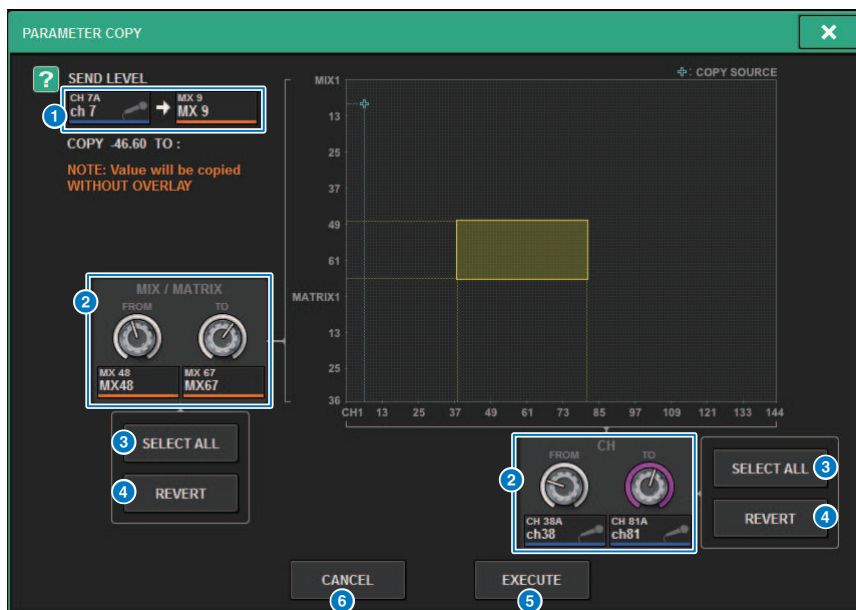 PARAMETER COPY
×
? SEND LEVEL
✣: COPY SOURCE
CH 7A
ch 7
→
MX 9
MX 9
1
COPY -46.60 TO :
NOTE: Value will be copied
WITHOUT OVERLAY
MIX1
13
25
37
49
61
MATRIX1
13
25
36
CH1 13 25 37 49 61 73 85 97 109 121 133 144
2
MIX / MATRIX
FROM TO
MX 48
MX48
MX 67
MX67
3 SELECT ALL
4 REVERT
2
CH
FROM TO
CH 38A
ch38
CH 81A
ch81
SELECT ALL 3
REVERT 4
CANCEL
6
EXECUTE
5